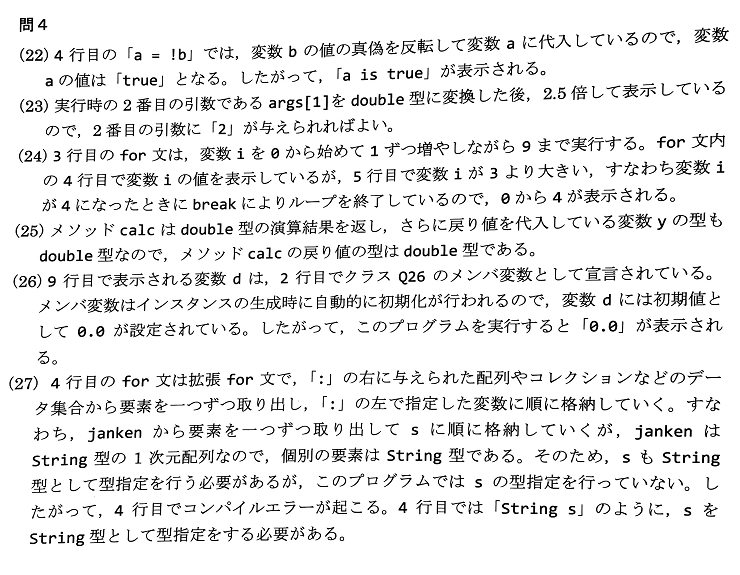 問4
(22) 4 行目の「a = !b」では，変数 b の値の真偽を反転して変数 a に代入しているので，変数
a の値は「true」となる。したがって，「a is true」が表示される。
(23) 実行時の 2 番目の引数である args[1]を double 型に変換した後，2.5 倍して表示している
ので，2 番目の引数に「2」が与えられればよい。
(24) 3 行目の for 文は，変数 i を 0 から始めて 1 ずつ増やしながら 9 まで実行する。for 文内
の 4 行目で変数 i の値を表示しているが，5 行目で変数 i が 3 より大きい，すなわち変数 i
が 4 になったときに break によりループを終了しているので，0 から 4 が表示される。
(25) メソッド calc は double 型の演算結果を返し，さらに戻り値を代入している変数 y の型も
double 型なので，メソッド calc の戻り値の型は double 型である。
(26) 9 行目で表示される変数 d は，2 行目でクラス Q26 のメンバ変数として宣言されている。
メンバ変数はインスタンスの生成時に自動的に初期化が行われるので，変数 d には初期値と
して 0.0 が設定されている。したがって，このプログラムを実行すると「0.0」が表示され
る。
(27) 4 行目の for 文は拡張 for 文で，「:」の右に与えられた配列やコレクションなどのデー
タ集合から要素を一つずつ取り出し，「:」の左で指定した変数に順に格納していく。すな
わち，janken から要素を一つずつ取り出して s に順に格納していくが，janken は
String 型の 1 次元配列なので，個別の要素は String 型である。そのため，s も String
型として型指定を行う必要があるが，このプログラムでは s の型指定を行っていない。し
たがって，4 行目でコンパイルエラーが起こる。4 行目では「String s」のように，s を
String 型として型指定をする必要がある。